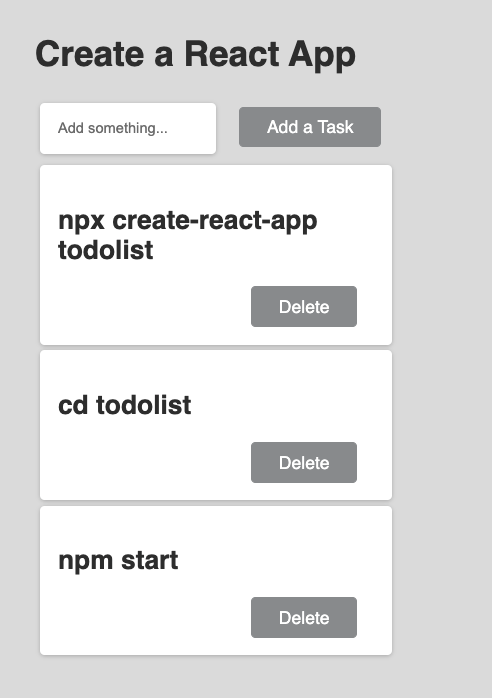 Create a React App
Add something...
Add a Task
npx create-react-app
todolist
Delete
cd todolist
Delete
npm start
Delete